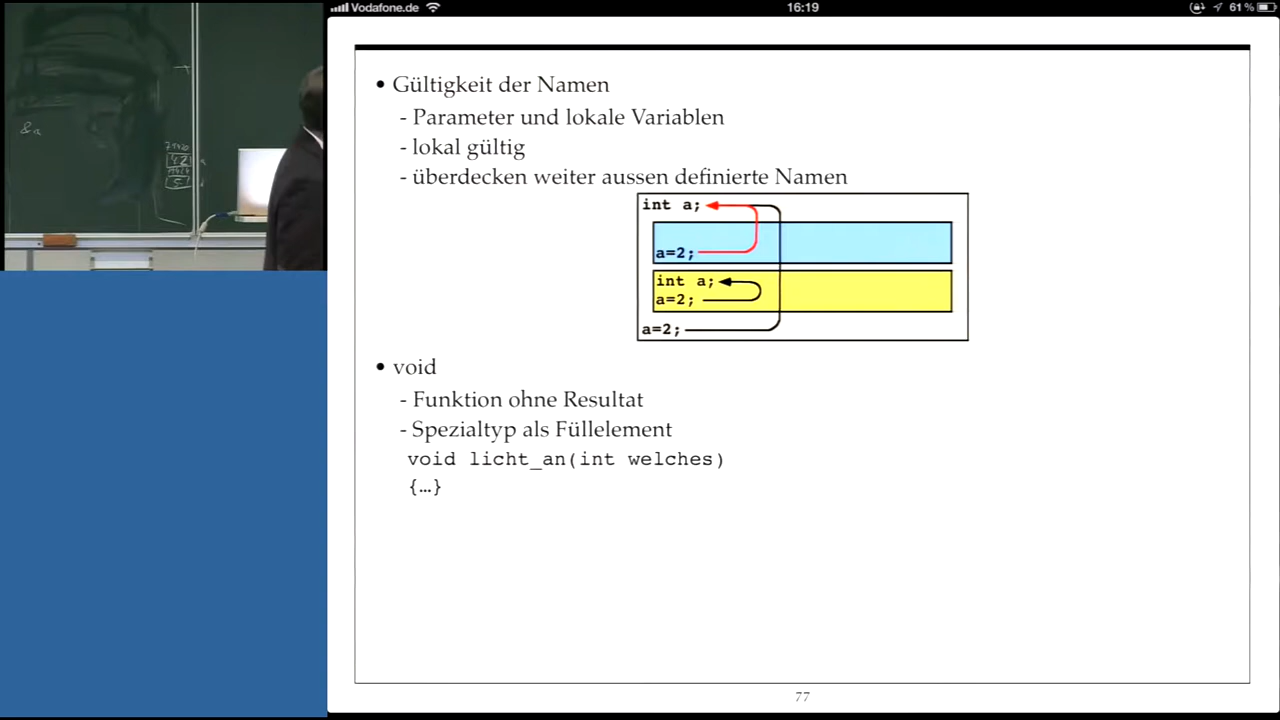 Vodafone.de
16:19
61 %
&a
• Gültigkeit der Namen
- Parameter und lokale Variablen
- lokal gültig
- überdecken weiter aussen definierte Namen
int a;
a=2;
int a;
a=2;
a=2;
• void
- Funktion ohne Resultat
- Spezialtyp als Füllelement
void licht_an(int welches)
{…}
77